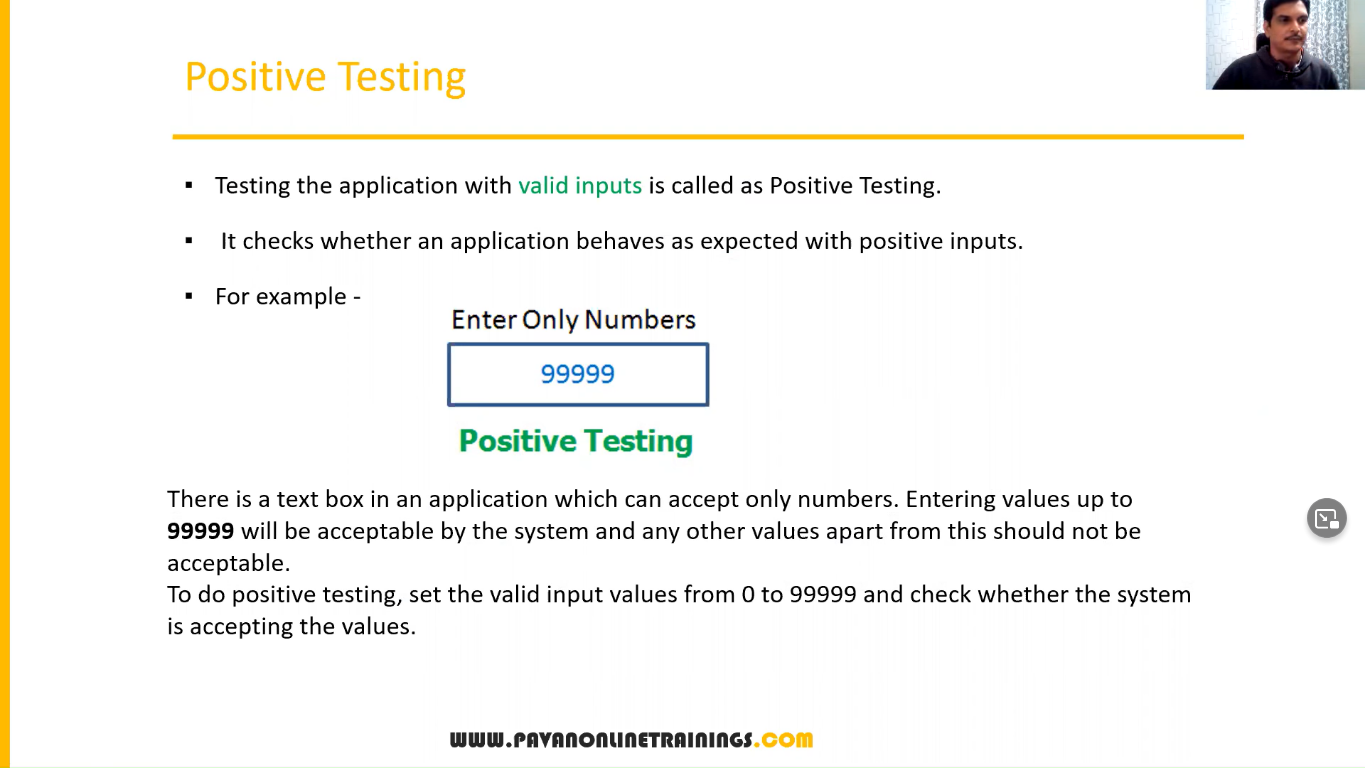 Positive Testing
▪ Testing the application with valid inputs is called as Positive Testing.
▪ It checks whether an application behaves as expected with positive inputs.
▪ For example -
Enter Only Numbers
99999
Positive Testing
There is a text box in an application which can accept only numbers. Entering values up to
99999 will be acceptable by the system and any other values apart from this should not be
acceptable.
To do positive testing, set the valid input values from 0 to 99999 and check whether the system
is accepting the values.
WWW.PAVANONLINETRAININGS.COM